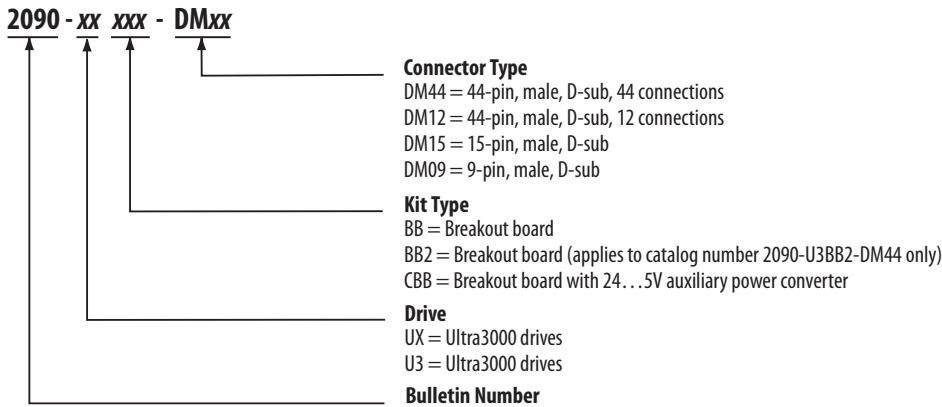 2090 - xx xxx - DMxx
Connector Type
DM44 = 44-pin, male, D-sub, 44 connections
DM12 = 44-pin, male, D-sub, 12 connections
DM15 = 15-pin, male, D-sub
DM09 = 9-pin, male, D-sub
Kit Type
BB = Breakout board
BB2 = Breakout board (applies to catalog number 2090-U3BB2-DM44 only)
CBB = Breakout board with 24…5V auxiliary power converter
Drive
UX = Ultra3000 drives
U3 = Ultra3000 drives
Bulletin Number